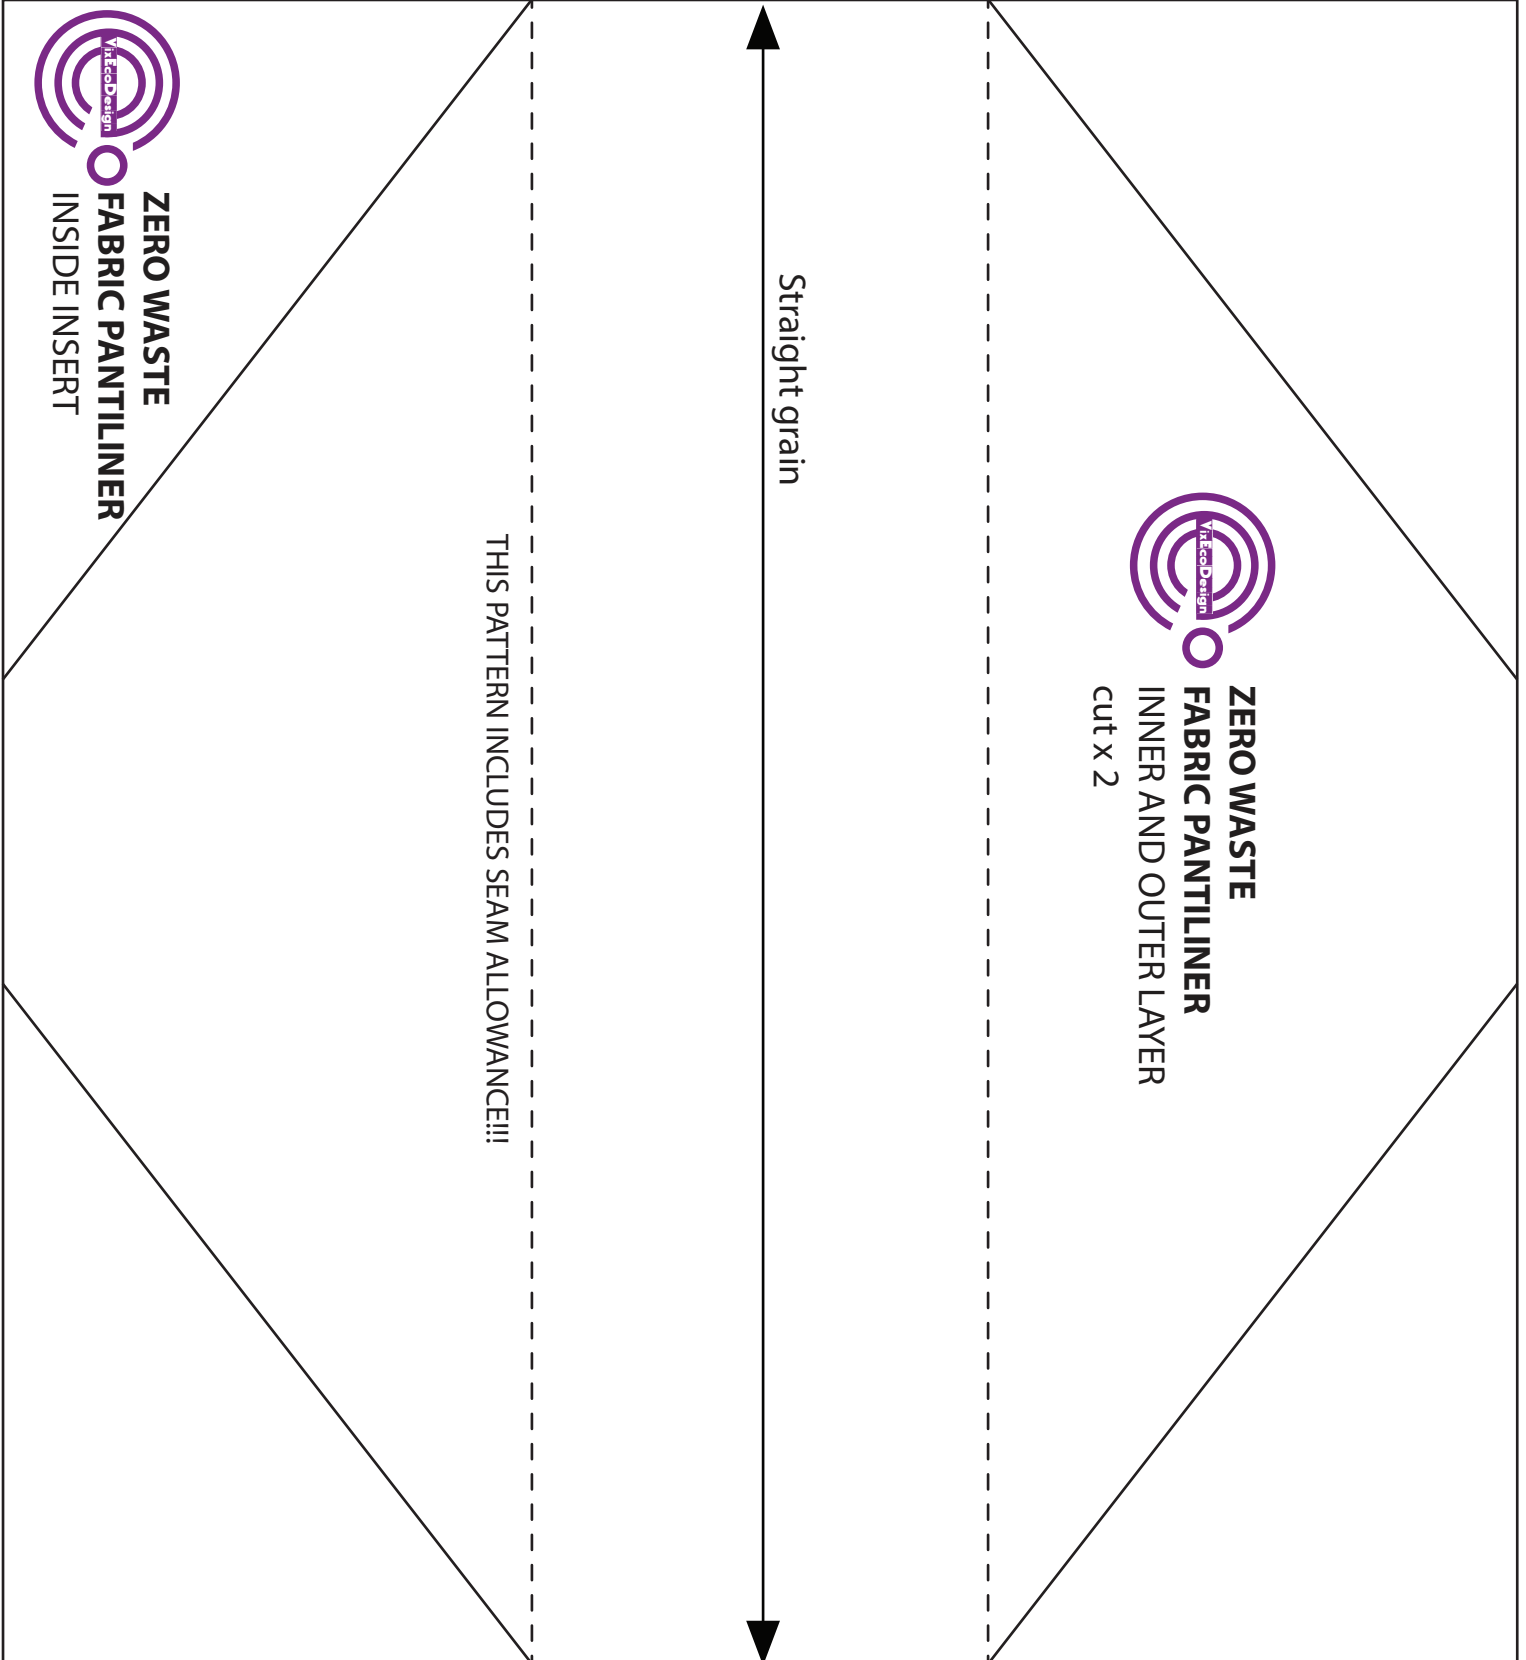 VixEcoDesign
ZERO WASTE
FABRIC PANTILINER
INSIDE INSERT
THIS PATTERN INCLUDES SEAM ALLOWANCE!!!
Straight grain
VixEcoDesign
ZERO WASTE
FABRIC PANTILINER
INNER AND OUTER LAYER
cut x 2